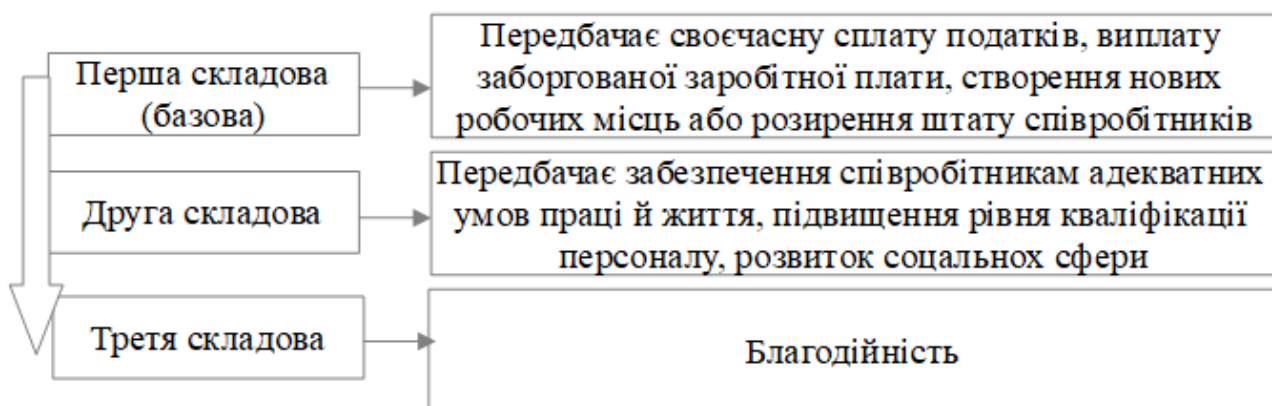 Перша складова
(базова)
Передбачає своєчасну сплату податків, виплату
заборгованої заробітної плати, створення нових
робочих місць або розирення штату співробітників
Друга складова
Передбачає забезпечення співробітникам адекватних
умов праці й життя, підвищення рівня кваліфікації
персоналу, розвиток соцальнох сфери
Третя складова
Благодійність